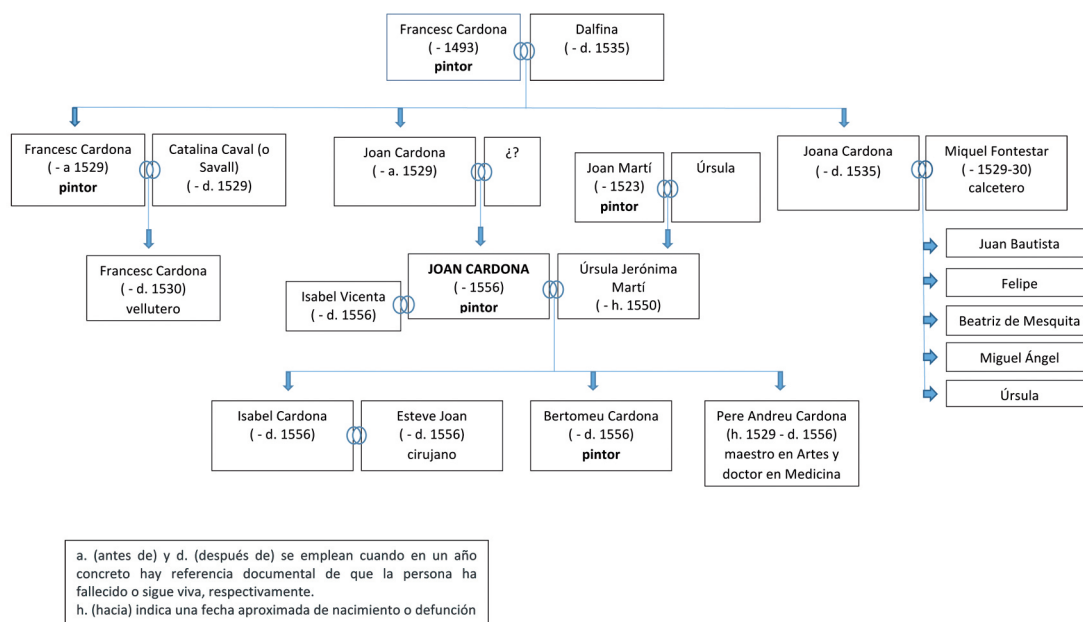 Francesc Cardona
( - 1493)
pintor
Dalfina
( - d. 1535)
Francesc Cardona
( - a 1529)
pintor
Catalina Caval (o
Savall)
( - d. 1529)
Joan Cardona
( - a. 1529)
¿?
Joan Martí
( - 1523)
pintor
Úrsula
Joana Cardona
( - d. 1535)
Miquel Fontestar
( - 1529-30)
calcetero
Francesc Cardona
( - d. 1530)
vellutero
Isabel Vicenta
( - d. 1556)
JOAN CARDONA
( - 1556)
pintor
Úrsula Jerónima
Martí
( - h. 1550)
Juan Bautista
Felipe
Beatriz de Mesquita
Miguel Ángel
Úrsula
Isabel Cardona
( - d. 1556)
Esteve Joan
( - d. 1556)
cirujano
Bertomeu Cardona
( - d. 1556)
pintor
Pere Andreu Cardona
(h. 1529 - d. 1556)
maestro en Artes y
doctor en Medicina
a. (antes de) y d. (después de) se emplean cuando en un año
concreto hay referencia documental de que la persona ha
fallecido o sigue viva, respectivamente.
h. (hacia) indica una fecha aproximada de nacimiento o defunción